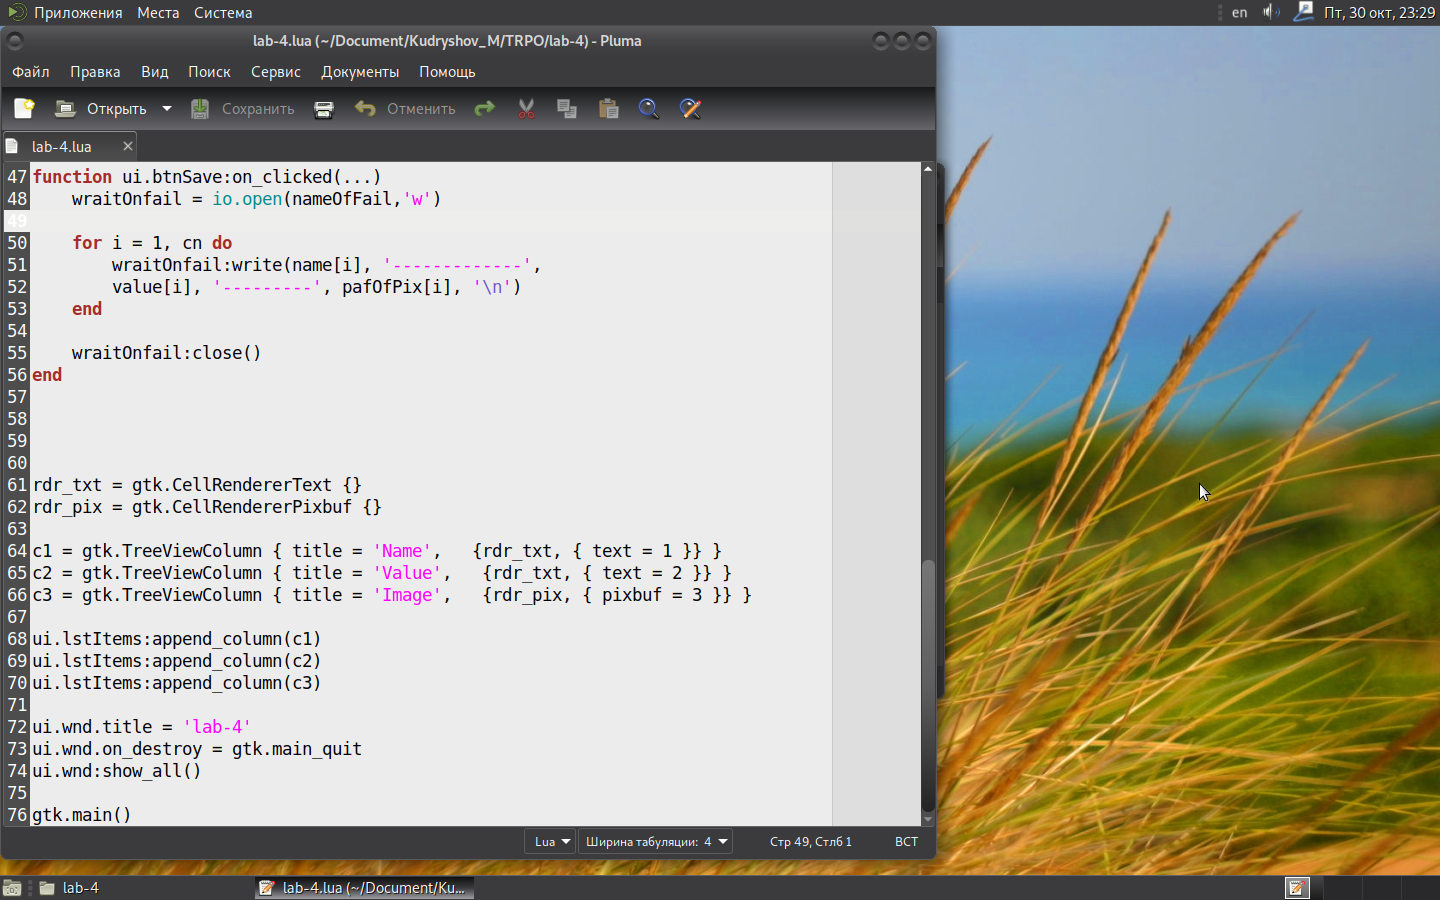 Приложения Места Система en Пт, 30 окт, 23:29
lab-4.lua (~/Document/Kudryshov_M/TRPO/lab-4) - Pluma
Файл Правка Вид Поиск Сервис Документы Помощь
Открыть Сохранить Отменить
lab-4.lua
47 function ui.btnSave:on_clicked(...)
48     wraitOnfail = io.open(nameOfFail,'w')
49
50     for i = 1, cn do
51         wraitOnfail:write(name[i], '-------------',
52         value[i], '---------', pafOfPix[i], '\n')
53     end
54
55     wraitOnfail:close()
56 end
57
58
59
60
61 rdr_txt = gtk.CellRendererText {}
62 rdr_pix = gtk.CellRendererPixbuf {}
63
64 c1 = gtk.TreeViewColumn { title = 'Name',   {rdr_txt, { text = 1 }} }
65 c2 = gtk.TreeViewColumn { title = 'Value',   {rdr_txt, { text = 2 }} }
66 c3 = gtk.TreeViewColumn { title = 'Image',   {rdr_pix, { pixbuf = 3 }} }
67
68 ui.lstItems:append_column(c1)
69 ui.lstItems:append_column(c2)
70 ui.lstItems:append_column(c3)
71
72 ui.wnd.title = 'lab-4'
73 ui.wnd.on_destroy = gtk.main_quit
74 ui.wnd:show_all()
75
76 gtk.main()
Lua Ширина табуляции: 4 Стр 49, Стлб 1 ВСТ
lab-4 lab-4.lua (~/Document/Ku...